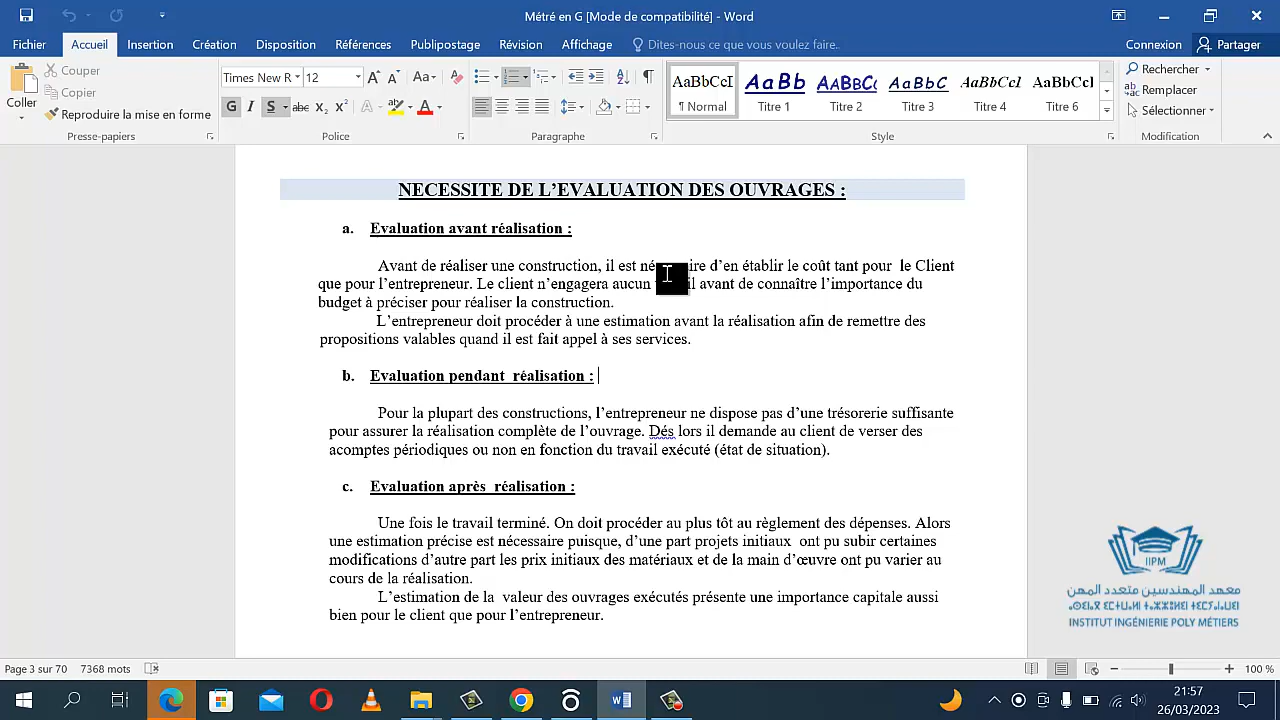 Métré en G [Mode de compatibilité] - Word
Fichier Accueil Insertion Création Disposition Références Publipostage Révision Affichage Dites-nous ce que vous voulez faire.. Connexion Partager
Coller
Couper
Copier
Reproduire la mise en forme
Presse-papiers
Times New R 12
Aa
G I S abc x₂ x² A A
Police
Paragraphe
AaBbCcI AaBb AaBbCc AaBbCc AaBbCcI AaBbCcI
¶ Normal Titre 1 Titre 2 Titre 3 Titre 4 Titre 6
Style
Rechercher
Remplacer
Sélectionner
Modification
NECESSITE DE L’EVALUATION DES OUVRAGES :
a. Evaluation avant réalisation :
Avant de réaliser une construction, il est d’en établir le coût tant pour le Client
que pour l’entrepreneur. Le client n’engagera aucun avant de connaître l’importance du
budget à préciser pour réaliser la construction.
L’entrepreneur doit procéder à une estimation avant la réalisation afin de remettre des
propositions valables quand il est fait appel à ses services.
b. Evaluation pendant réalisation :
Pour la plupart des constructions, l’entrepreneur ne dispose pas d’une trésorerie suffisante
pour assurer la réalisation complète de l’ouvrage. Dés lors il demande au client de verser des
acomptes périodiques ou non en fonction du travail exécuté (état de situation).
c. Evaluation après réalisation :
Une fois le travail terminé. On doit procéder au plus tôt au règlement des dépenses. Alors
une estimation précise est nécessaire puisque, d’une part projets initiaux ont pu subir certaines
modifications d’autre part les prix initiaux des matériaux et de la main d’œuvre ont pu varier au
cours de la réalisation.
L’estimation de la valeur des ouvrages exécutés présente une importance capitale aussi
bien pour le client que pour l’entrepreneur.
IIPM
معهد المهندسين متعدد المهن
INSTITUT INGÉNIERIE POLY MÉTIERS
Page 3 sur 70 7368 mots
100 %
21:57
26/03/2023